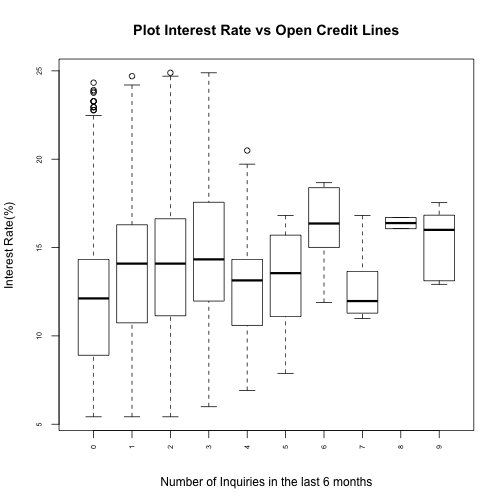 Plot Interest Rate vs Open Credit Lines
25
20
15
10
5
Interest Rate(%)
0 1 2 3 4 5 6 7 8 9
Number of Inquiries in the last 6 months